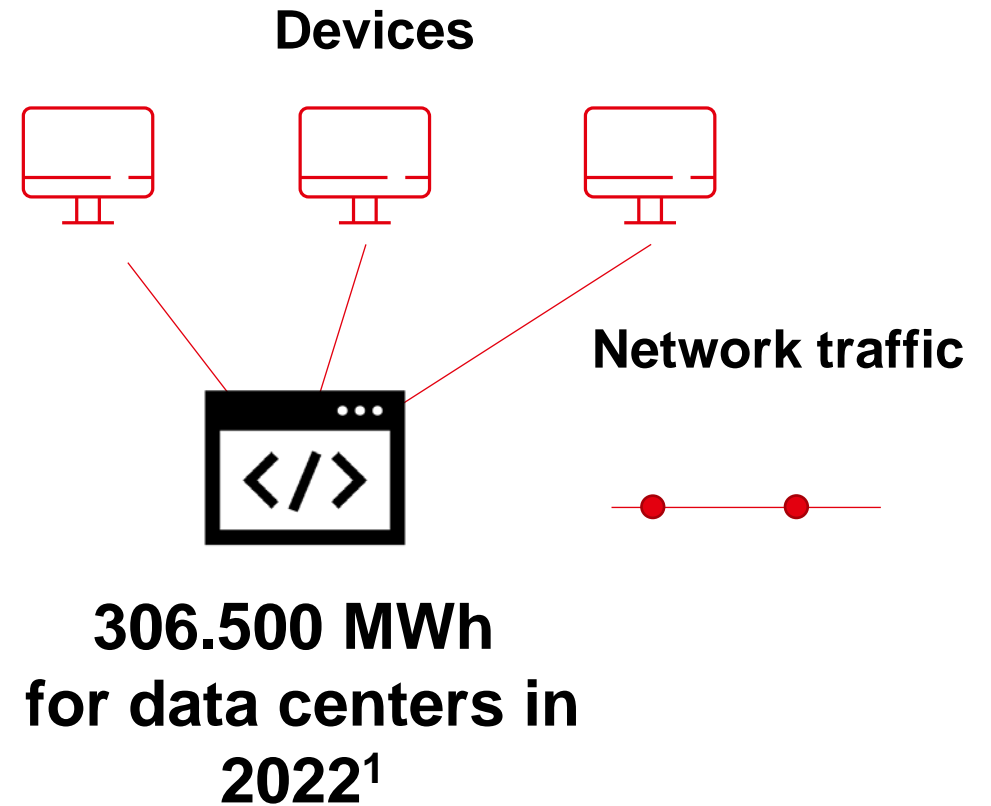 Devices
Network traffic
</>
306.500 MWh
for data centers in
2022¹